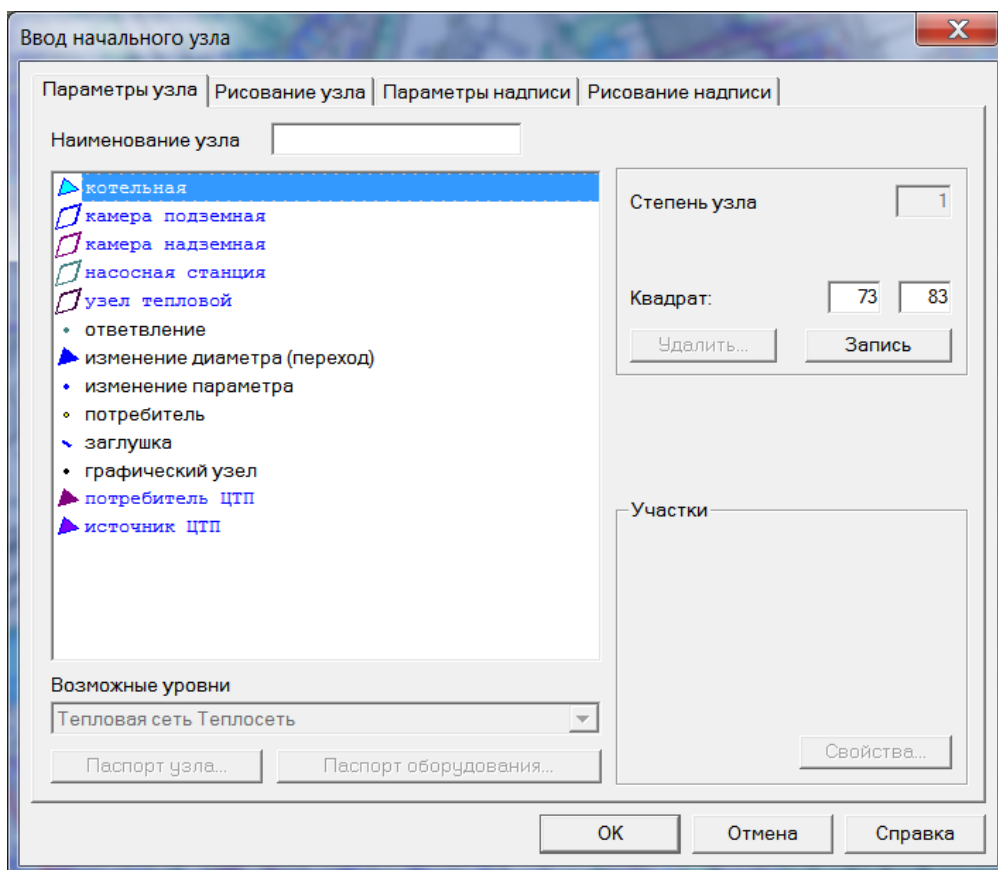 Ввод начального узла
X
Параметры узла Рисование узла Параметры надписи Рисование надписи
Наименование узла
котельная
камера подземная
камера надземная
насосная станция
узел тепловой
ответвление
изменение диаметра (переход)
изменение параметра
потребитель
заглушка
графический узел
потребитель ЦТП
источник ЦТП
Возможные уровни
Тепловая сеть Теплосеть
Паспорт узла... Паспорт оборудования...
Степень узла 1
Квадрат: 73 83
Удалить... Запись
Участки
Свойства...
ОК Отмена Справка